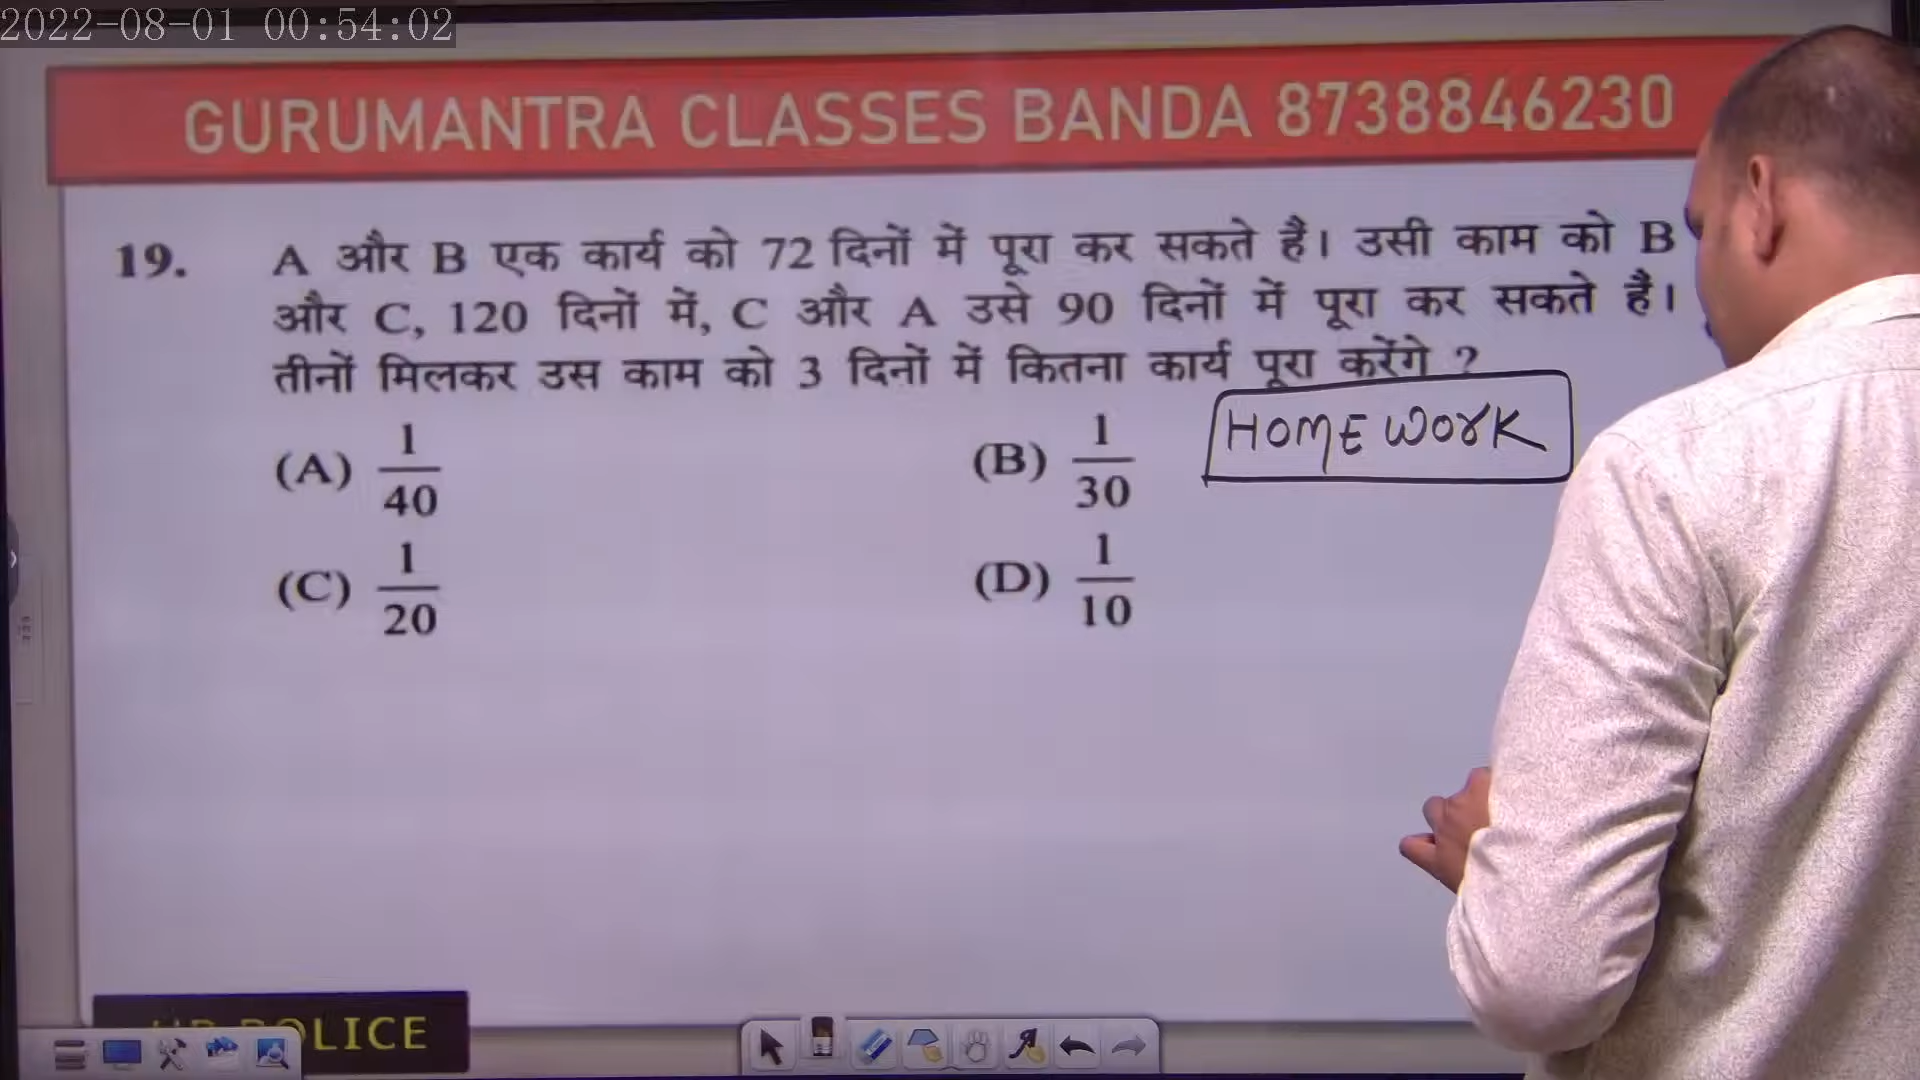 2022-08-01 00:54:02
GURUMANTRA CLASSES BANDA 8738846230
19. A और B एक कार्य को 72 दिनों में पूरा कर सकते है। उसी काम को B
और C, 120 दिनों में, C और A उसे 90 दिनों में पूरा कर सकते है।
तीनों मिलकर उस काम को 3 दिनों में कितना कार्य पूरा करेंगे ?
HOME WORK
(A) 1/40 (B) 1/30
(C) 1/20 (D) 1/10
UP POLICE